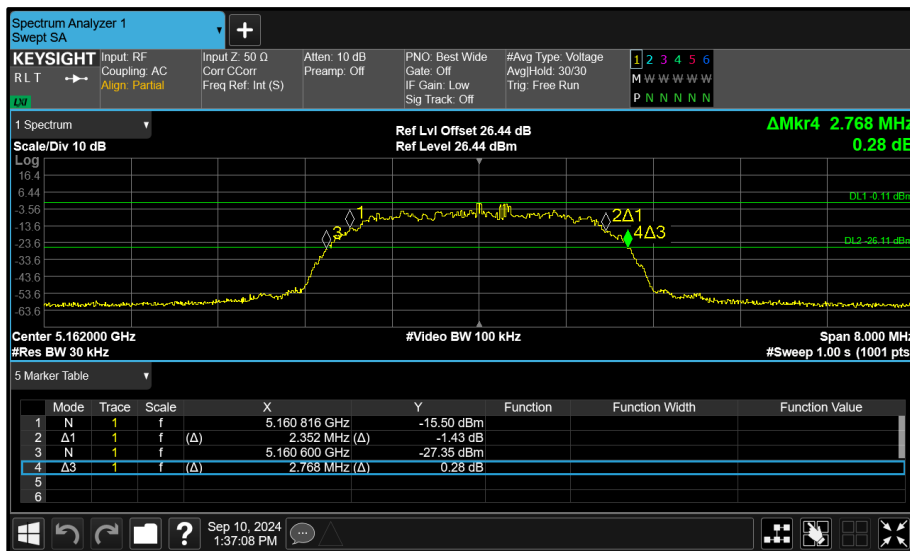 Spectrum Analyzer 1
Swept SA
KEYSIGHT
R L T
LXI
Input: RF
Coupling: AC
Align: Partial
Input Z: 50 Ω
Corr CCorr
Freq Ref: Int (S)
Atten: 10 dB
Preamp: Off
PNO: Best Wide
Gate: Off
IF Gain: Low
Sig Track: Off
#Avg Type: Voltage
Avg|Hold: 30/30
Trig: Free Run
1 2 3 4 5 6
M W W W W W
P N N N N N
1 Spectrum
Scale/Div 10 dB
Ref Lvl Offset 26.44 dB
Ref Level 26.44 dBm
ΔMkr4 2.768 MHz
0.28 dB
Log
16.4
6.44
-3.56
-13.6
-23.6
-33.6
-43.6
-53.6
-63.6
DL1 -0.11 dBm
DL2 -26.11 dBm
1
2Δ1
3
4Δ3
Center 5.162000 GHz
#Video BW 100 kHz
Span 8.000 MHz
#Res BW 30 kHz
#Sweep 1.00 s (1001 pts
5 Marker Table
Mode Trace Scale X Y Function Function Width Function Value
1 N 1 f 5.160 816 GHz -15.50 dBm
2 Δ1 1 f (Δ) 2.352 MHz (Δ) -1.43 dB
3 N 1 f 5.160 600 GHz -27.35 dBm
4 Δ3 1 f (Δ) 2.768 MHz (Δ) 0.28 dB
5
6
?
Sep 10, 2024
1:37:08 PM